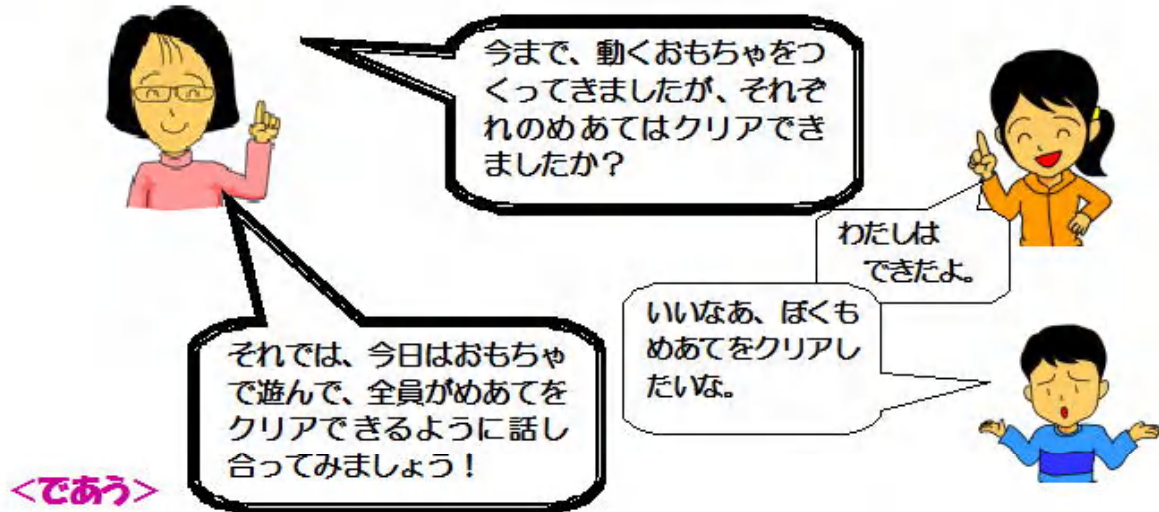 今まで、動くおもちゃをつ
くってきましたが、それぞ
れのめあてはクリアでき
ましたか？
わたしは
できたよ。
いいなあ、ぼくも
めあてをクリアし
たいな。
それでは、今日はおもちゃ
で遊んで、全員がめあてを
クリアできるように話し
合ってみましょう！
＜であう＞